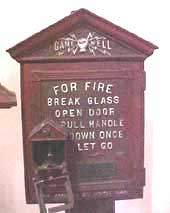 GAMEWELL
FOR FIRE
BREAK GLASS
OPEN DOOR
PULL HANDLE
DOWN ONCE
LET GO